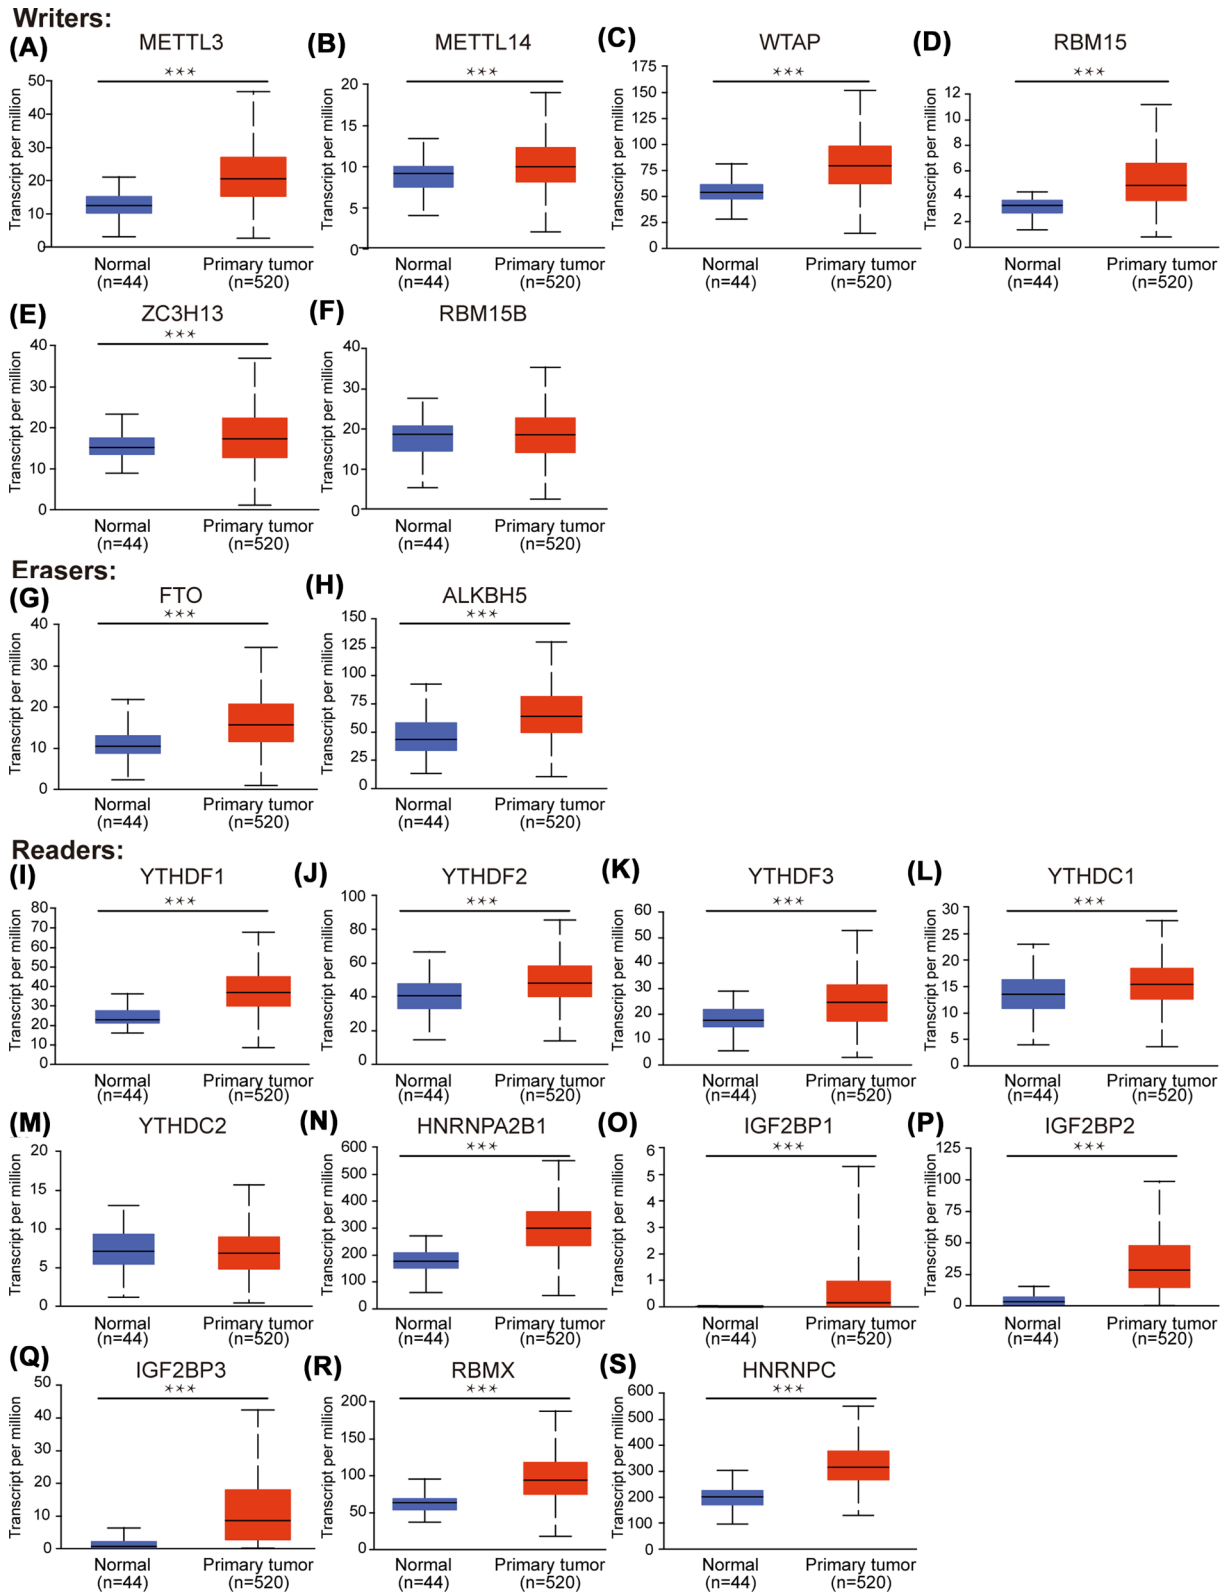 Writers:
(A) METTL3
***
Transcript per million
50
40
30
20
10
0
Normal
(n=44)
Primary tumor
(n=520)
(B) METTL14
***
Transcript per million
20
15
10
5
0
Normal
(n=44)
Primary tumor
(n=520)
(C) WTAP
***
Transcript per million
175
150
125
100
75
50
25
0
Normal
(n=44)
Primary tumor
(n=520)
(D) RBM15
***
Transcript per million
12
10
8
6
4
2
0
Normal
(n=44)
Primary tumor
(n=520)
(E) ZC3H13
***
Transcript per million
40
30
20
10
0
Normal
(n=44)
Primary tumor
(n=520)
(F) RBM15B
Transcript per million
40
30
20
10
0
Normal
(n=44)
Primary tumor
(n=520)
Erasers:
(G) FTO
***
Transcript per million
40
30
20
10
0
Normal
(n=44)
Primary tumor
(n=520)
(H) ALKBH5
***
Transcript per million
150
125
100
75
50
25
0
Normal
(n=44)
Primary tumor
(n=520)
Readers:
(I) YTHDF1
***
Transcript per million
80
70
60
50
40
30
20
10
0
Normal
(n=44)
Primary tumor
(n=520)
(J) YTHDF2
***
Transcript per million
100
80
60
40
20
0
Normal
(n=44)
Primary tumor
(n=520)
(K) YTHDF3
***
Transcript per million
60
50
40
30
20
10
0
Normal
(n=44)
Primary tumor
(n=520)
(L) YTHDC1
***
Transcript per million
30
25
20
15
10
5
0
Normal
(n=44)
Primary tumor
(n=520)
(M) YTHDC2
Transcript per million
20
15
10
5
0
Normal
(n=44)
Primary tumor
(n=520)
(N) HNRNPA2B1
***
Transcript per million
600
500
400
300
200
100
0
Normal
(n=44)
Primary tumor
(n=520)
(O) IGF2BP1
***
Transcript per million
6
5
4
3
2
1
0
Normal
(n=44)
Primary tumor
(n=520)
(P) IGF2BP2
***
Transcript per million
125
100
75
50
25
0
Normal
(n=44)
Primary tumor
(n=520)
(Q) IGF2BP3
***
Transcript per million
50
40
30
20
10
0
Normal
(n=44)
Primary tumor
(n=520)
(R) RBMX
***
Transcript per million
200
150
100
50
0
Normal
(n=44)
Primary tumor
(n=520)
(S) HNRNPC
***
Transcript per million
600
500
400
300
200
100
0
Normal
(n=44)
Primary tumor
(n=520)